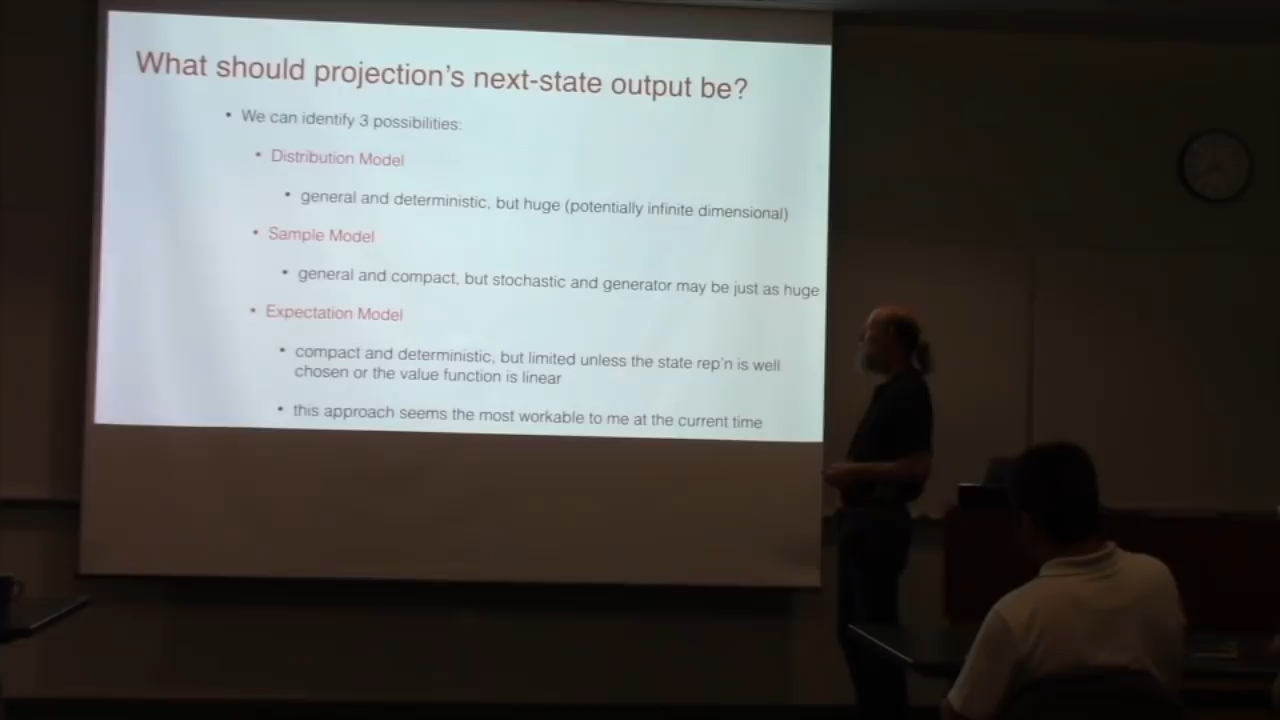 What should projection's next-state output be?
• We can identify 3 possibilities:
• Distribution Model
• general and deterministic, but huge (potentially infinite dimensional)
• Sample Model
• general and compact, but stochastic and generator may be just as huge
• Expectation Model
• compact and deterministic, but limited unless the state rep'n is well
chosen or the value function is linear
• this approach seems the most workable to me at the current time